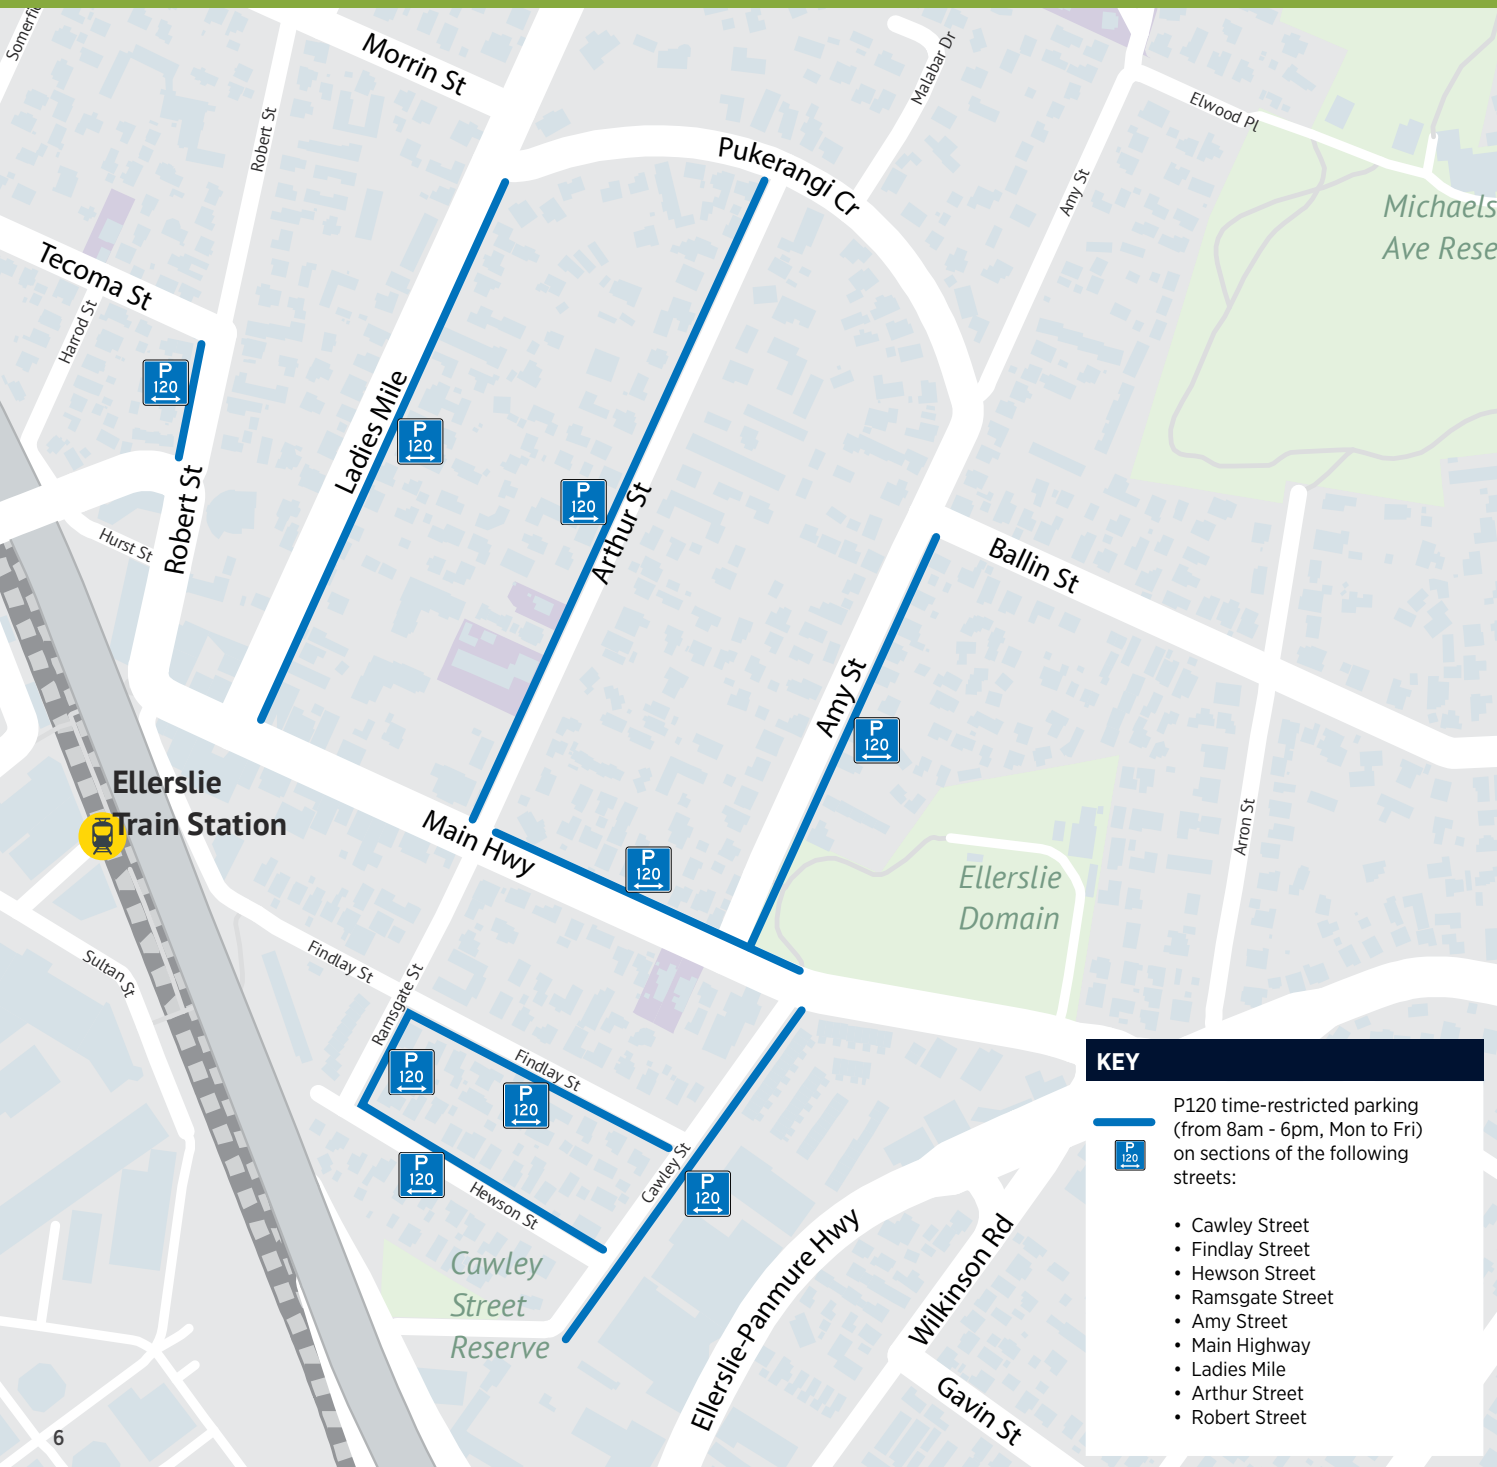 Somerfi
Morrin St
Malabar Dr
Elwood Pl
Robert St
Pukerangi Cr
Amy St
Michaels
Ave Rese
Tecoma St
Harrod St
P
120
Ladies Mile
P
120
P
120
Arthur St
Robert St
Hurst St
Ballin St
Amy St
P
120
Ellerslie
Train Station
Main Hwy
P
120
Arron St
Ellerslie
Domain
Sultan St
Findlay St
Ramsgate St
P
120
Findlay St
P
120
P
120
Hewson St
Cawley St
P
120
Cawley
Street
Reserve
Ellerslie-Panmure Hwy
Wilkinson Rd
Gavin St
KEY
P120 time-restricted parking
(from 8am - 6pm, Mon to Fri)
on sections of the following
streets:
P
120
• Cawley Street
• Findlay Street
• Hewson Street
• Ramsgate Street
• Amy Street
• Main Highway
• Ladies Mile
• Arthur Street
• Robert Street
6